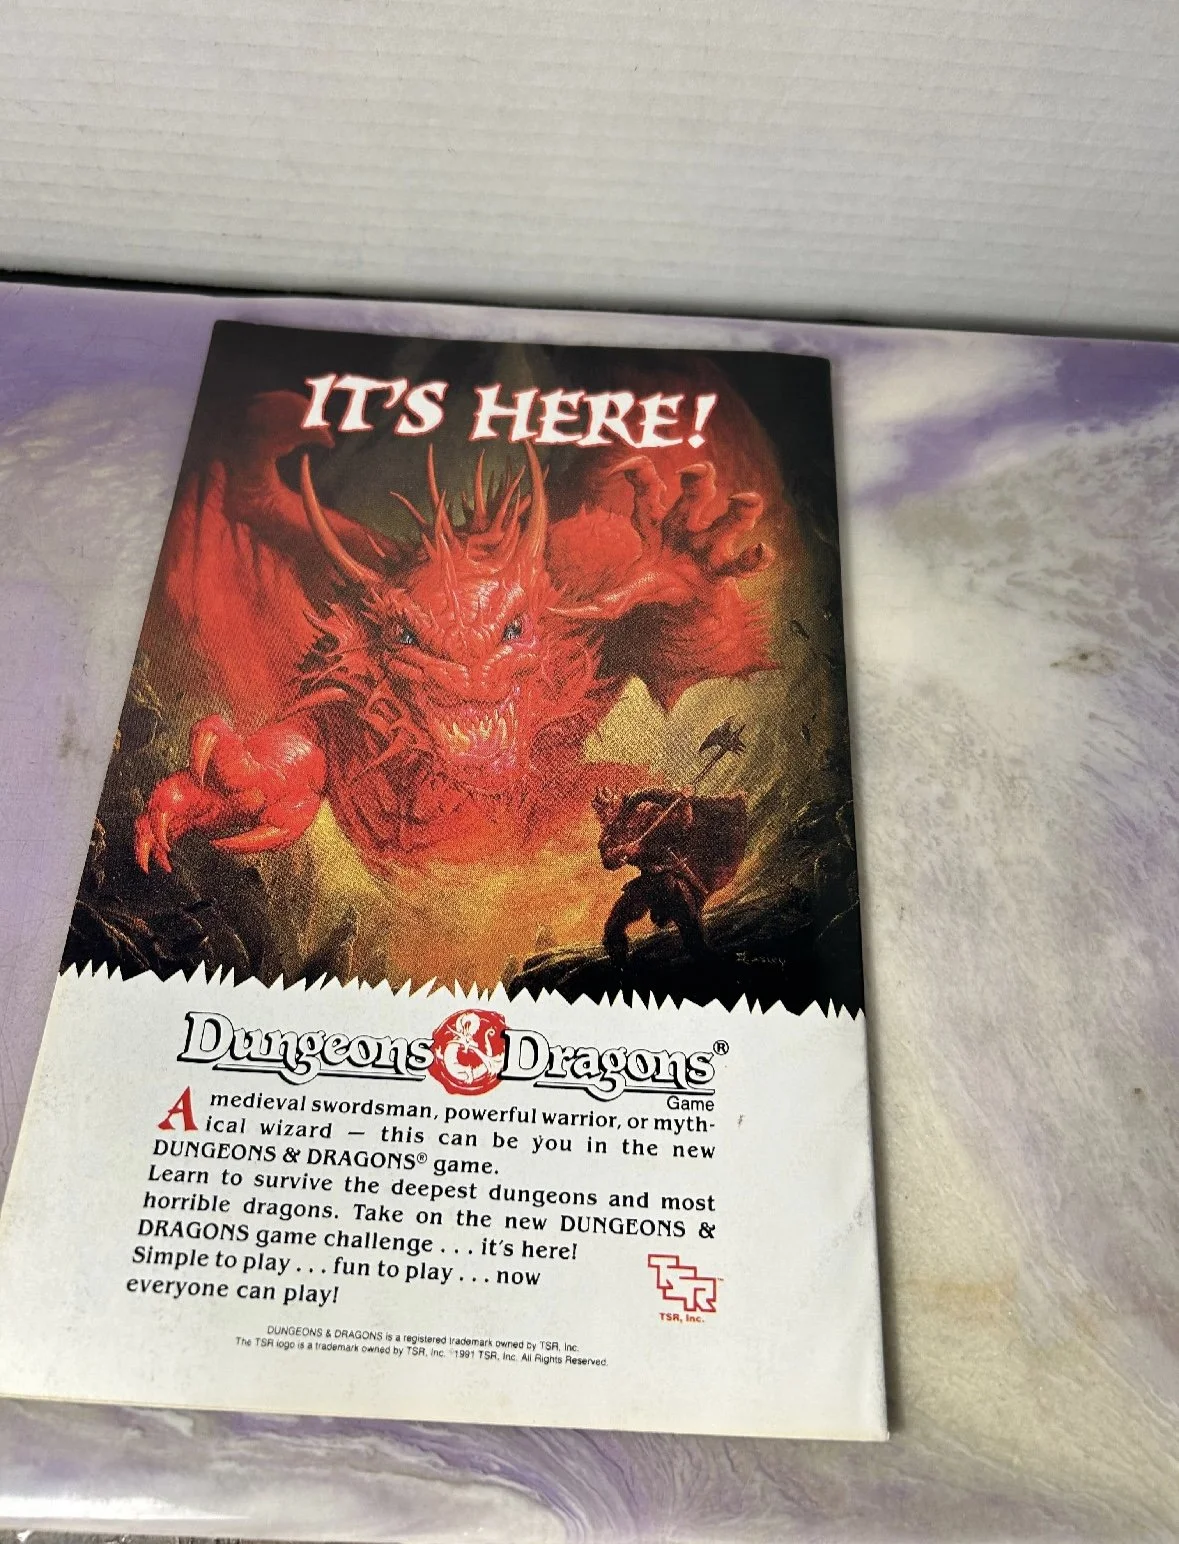 IT'S HERE!
Easley
Dungeons & Dragons®
Game
A medieval swordsman, powerful warrior, or myth-
ical wizard — this can be you in the new
DUNGEONS & DRAGONS® game.
Learn to survive the deepest dungeons and most
horrible dragons. Take on the new DUNGEONS &
DRAGONS game challenge . . . it's here!
Simple to play . . . fun to play . . . now
everyone can play!
TSR™
TSR, Inc.
DUNGEONS & DRAGONS is a registered trademark owned by TSR, Inc.
The TSR logo is a trademark owned by TSR, Inc. ©1991 TSR, Inc. All Rights Reserved.